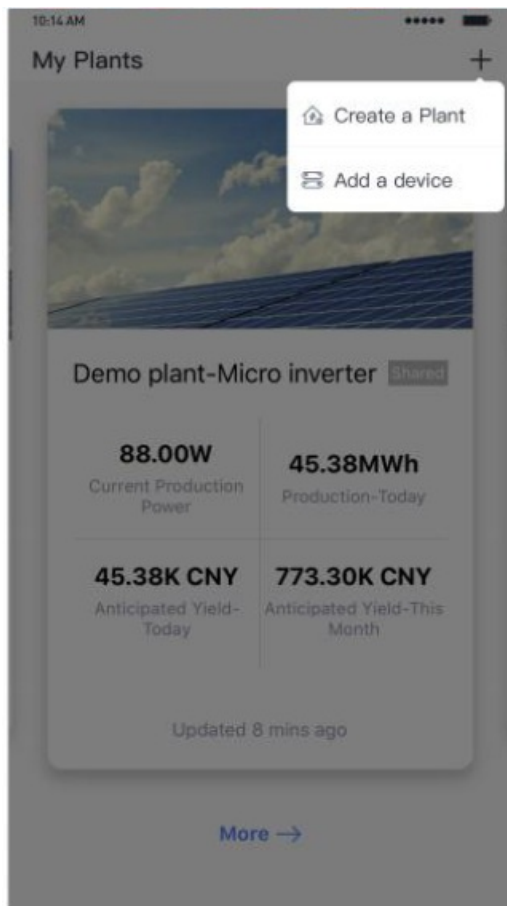 10:14 AM
My Plants
+
Create a Plant
Add a device
Demo plant-Micro inverter Shared
88.00W
Current Production
Power
45.38MWh
Production-Today
45.38K CNY
Anticipated Yield-
Today
773.30K CNY
Anticipated Yield-This
Month
Updated 8 mins ago
More →